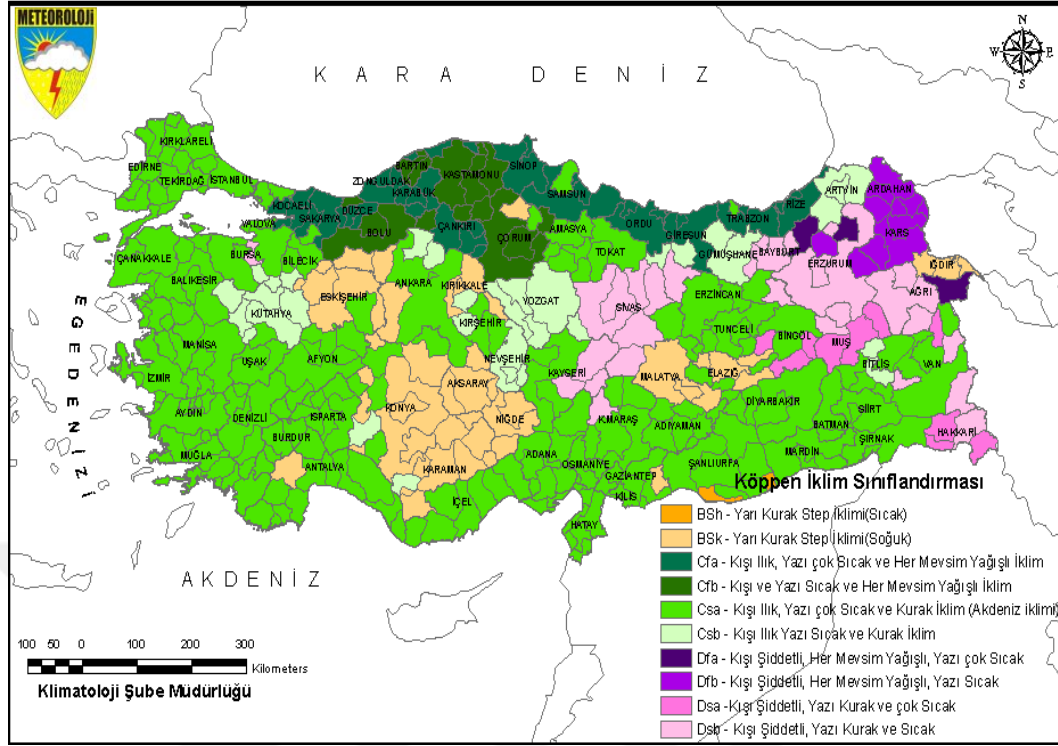 METEOROLOJİ
N
W E
S
KARA DENİZ
KIRKLARELİ
EDİRNE
TEKİRDAĞ
İSTANBUL
KOCAELİ
YALOVA
SAKARYA
DÜZCE
ZONGULDAK
BARTIN
KARABÜK
KASTAMONU
SİNOP
SAMSUN
BOLU
ÇANKIRI
ÇORUM
AMASYA
TOKAT
ORDU
GİRESUN
TRABZON
RİZE
ARTVİN
ARDAHAN
KARS
GÜMÜŞHANE
BAYBURT
ERZURUM
IĞDIR
AĞRI
ÇANAKKALE
BALIKESİR
BURSA
BİLECİK
ESKİŞEHİR
ANKARA
KIRIKKALE
KÜTAHYA
KIRŞEHİR
YOZGAT
SİVAS
ERZİNCAN
TUNCELİ
BİNGÖL
MUŞ
BİTLİS
VAN
MANİSA
UŞAK
AFYON
NEVŞEHİR
KAYSERİ
MALATYA
ELAZIĞ
İZMİR
AYDIN
DENİZLİ
ISPARTA
KONYA
AKSARAY
NİĞDE
K.MARAŞ
ADIYAMAN
DİYARBAKIR
BATMAN
SİİRT
ŞIRNAK
HAKKARİ
MUĞLA
BURDUR
ANTALYA
KARAMAN
İÇEL
ADANA
OSMANİYE
GAZİANTEP
KİLİS
ŞANLIURPA
MARDİN
HATAY
EGE DENİZİ
AKDENİZ
Köppen İklim Sınıflandırması
BSh - Yarı Kurak Step İklimi(Sıcak)
BSk - Yarı Kurak Step İklimi(Soğuk)
Cfa - Kışı Ilık, Yazı çok Sıcak ve Her Mevsim Yağışlı İklim
Cfb - Kışı ve Yazı Sıcak ve Her Mevsim Yağışlı İklim
Csa - Kışı Ilık, Yazı çok Sıcak ve Kurak İklim (Akdeniz iklimi)
Csb - Kışı Ilık Yazı Sıcak ve Kurak İklim
Dfa - Kışı Şiddetli, Her Mevsim Yağışlı, Yazı çok Sıcak
Dfb - Kışı Şiddetli, Her Mevsim Yağışlı, Yazı Sıcak
Dsa -Kışı Şiddetli, Yazı Kurak ve çok Sıcak
Dsb - Kışı Şiddetli, Yazı Kurak ve Sıcak
100 50 0 100 200 300
Kilometers
Klimatoloji Şube Müdürlüğü